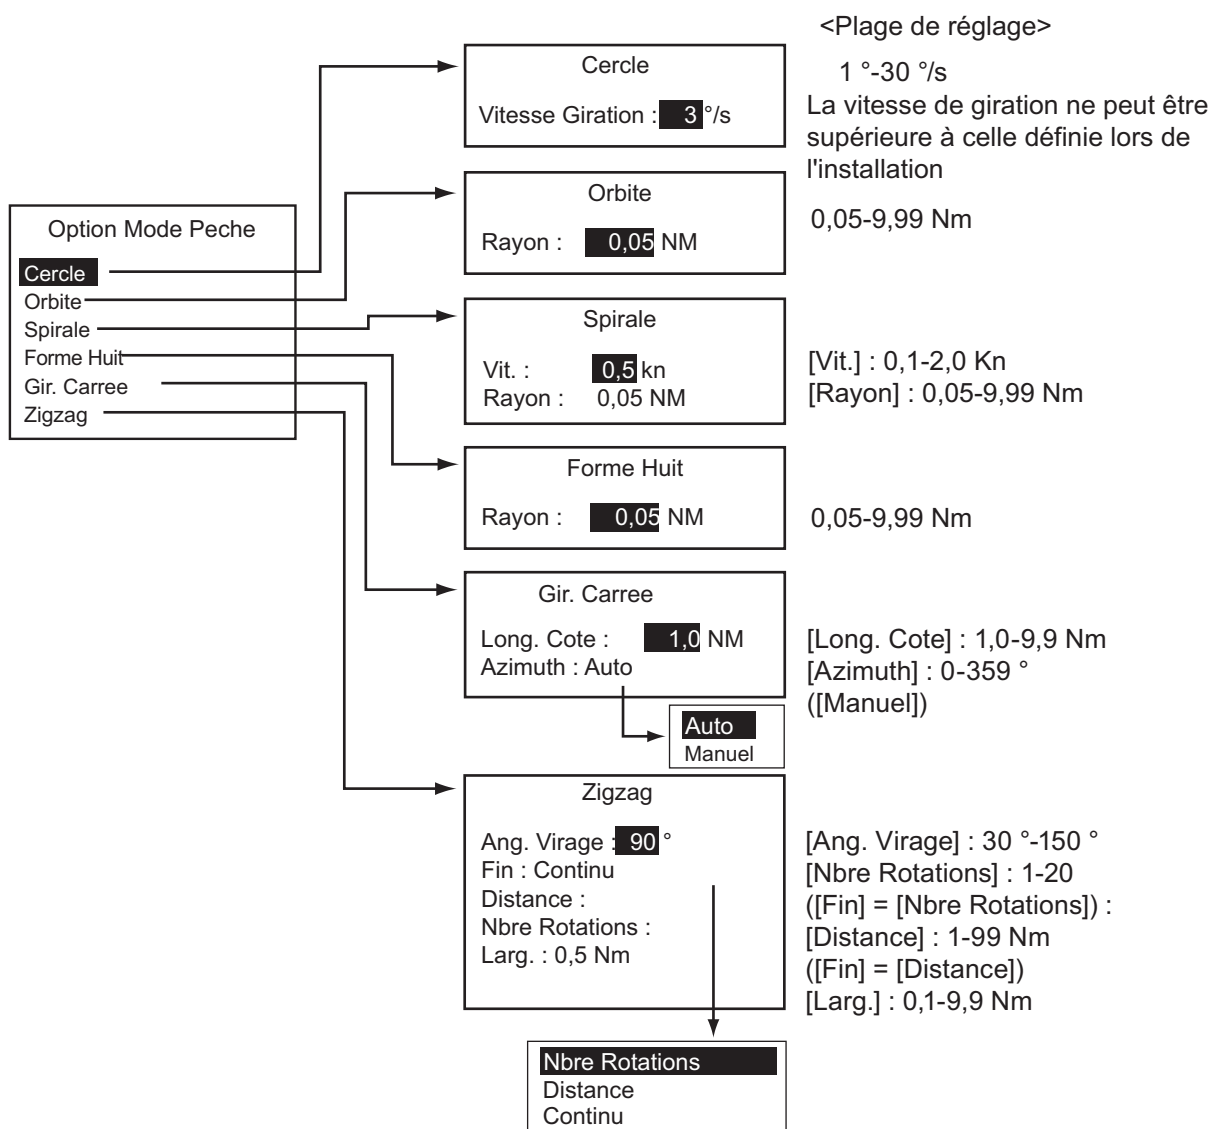 <Plage de réglage>
Cercle
Vitesse Giration : 3 °/s
1 °-30 °/s
La vitesse de giration ne peut être
supérieure à celle définie lors de
l'installation
Option Mode Peche
Cercle
Orbite
Spirale
Forme Huit
Gir. Carree
Zigzag
Orbite
Rayon : 0,05 NM
0,05-9,99 Nm
Spirale
Vit. : 0,5 kn
Rayon : 0,05 NM
[Vit.] : 0,1-2,0 Kn
[Rayon] : 0,05-9,99 Nm
Forme Huit
Rayon : 0,05 NM
0,05-9,99 Nm
Gir. Carree
Long. Cote : 1,0 NM
Azimuth : Auto
[Long. Cote] : 1,0-9,9 Nm
[Azimuth] : 0-359 °
([Manuel])
Auto
Manuel
Zigzag
Ang. Virage : 90 °
Fin : Continu
Distance :
Nbre Rotations :
Larg. : 0,5 Nm
[Ang. Virage] : 30 °-150 °
[Nbre Rotations] : 1-20
([Fin] = [Nbre Rotations]) :
[Distance] : 1-99 Nm
([Fin] = [Distance])
[Larg.] : 0,1-9,9 Nm
Nbre Rotations
Distance
Continu